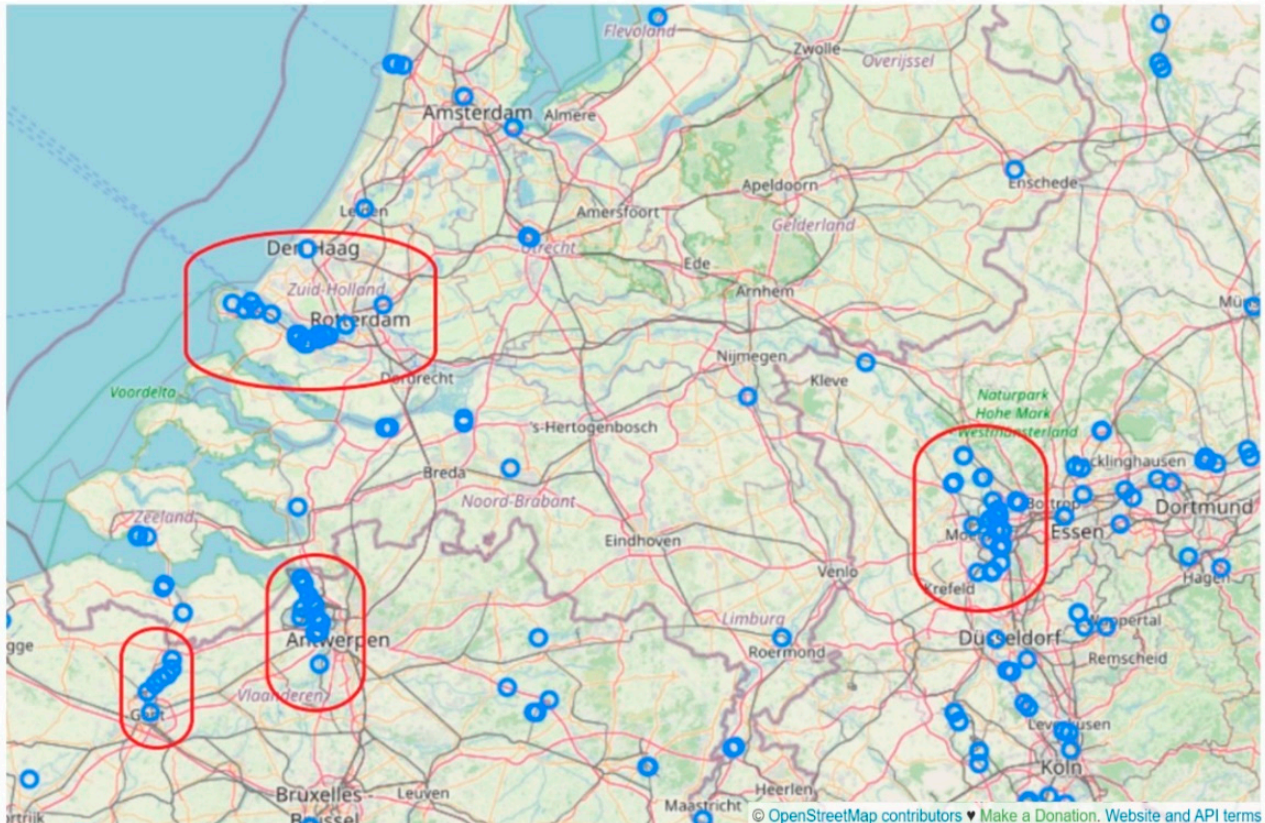 Flevoland
Zwolle
Overijssel
Amsterdam
Almere
Enschede
Apeldoorn
Leiden
Amersfoort
Gelderland
Den Haag
Utrecht
Ede
Zuid-Holland
Arnhem
Rotterdam
Nijmegen
Dordrecht
Kleve
Voordelta
Naturpark
Hohe Mark
Westmünsterland
's-Hertogenbosch
Breda
cklinghausen
Noord-Brabant
Bottrop
Dortmund
Zeeland
Essen
Eindhoven
Venlo
Hagen
Krefeld
Limburg
Antwerpen
gge
Roermond
Düsseldorf
Wuppertal
Remscheid
Vlaanderen
Gent
Leverkusen
Köln
Bruxelles -
Leuven
Heerlen
Maastricht
rtrijk
© OpenStreetMap contributors ♥ Make a Donation. Website and API terms